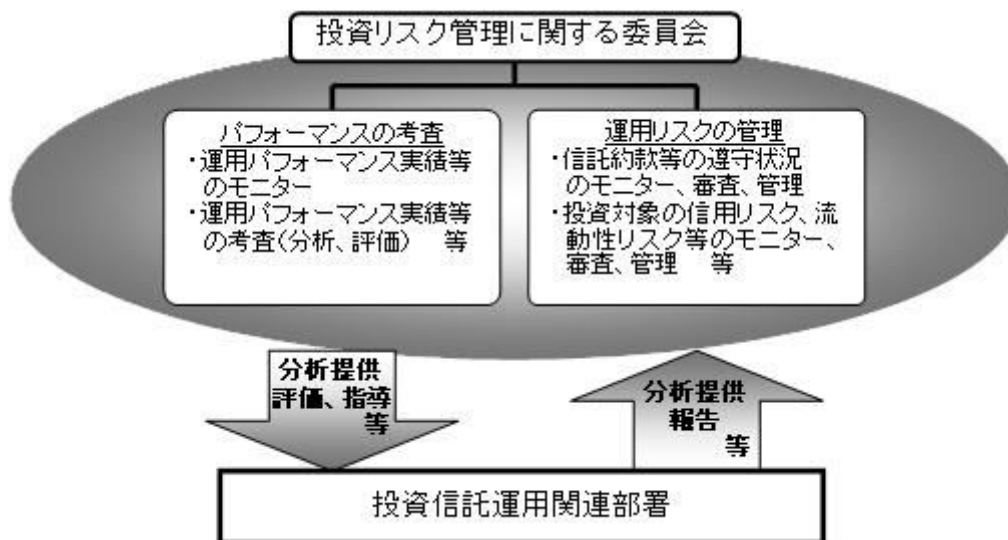 投資リスク管理に関する委員会
パフォーマンスの考査
・運用パフォーマンス実績等
のモニター
・運用パフォーマンス実績等
の考査(分析、評価) 等
運用リスクの管理
・信託約款等の遵守状況
のモニター、審査、管理
・投資対象の信用リスク、流
動性リスク等のモニター、
審査、管理 等
分析提供
評価、指導
等
分析提供
報告
等
投資信託運用関連部署